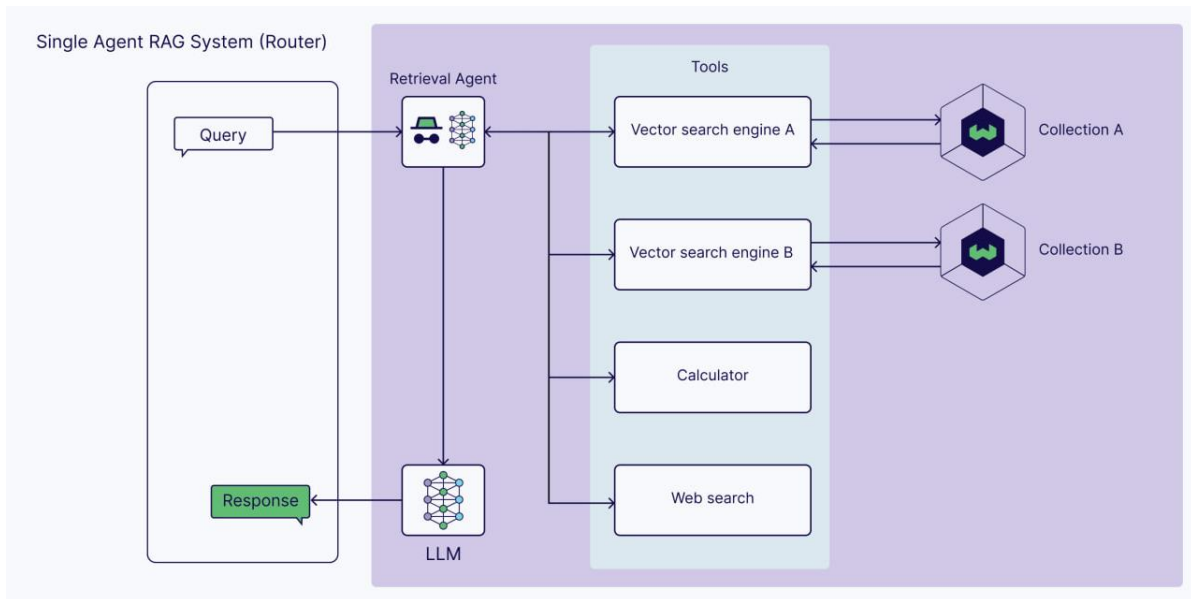 Single Agent RAG System (Router)
Retrieval Agent
Tools
Query
Vector search engine A
Collection A
Vector search engine B
Collection B
Calculator
Web search
Response
LLM